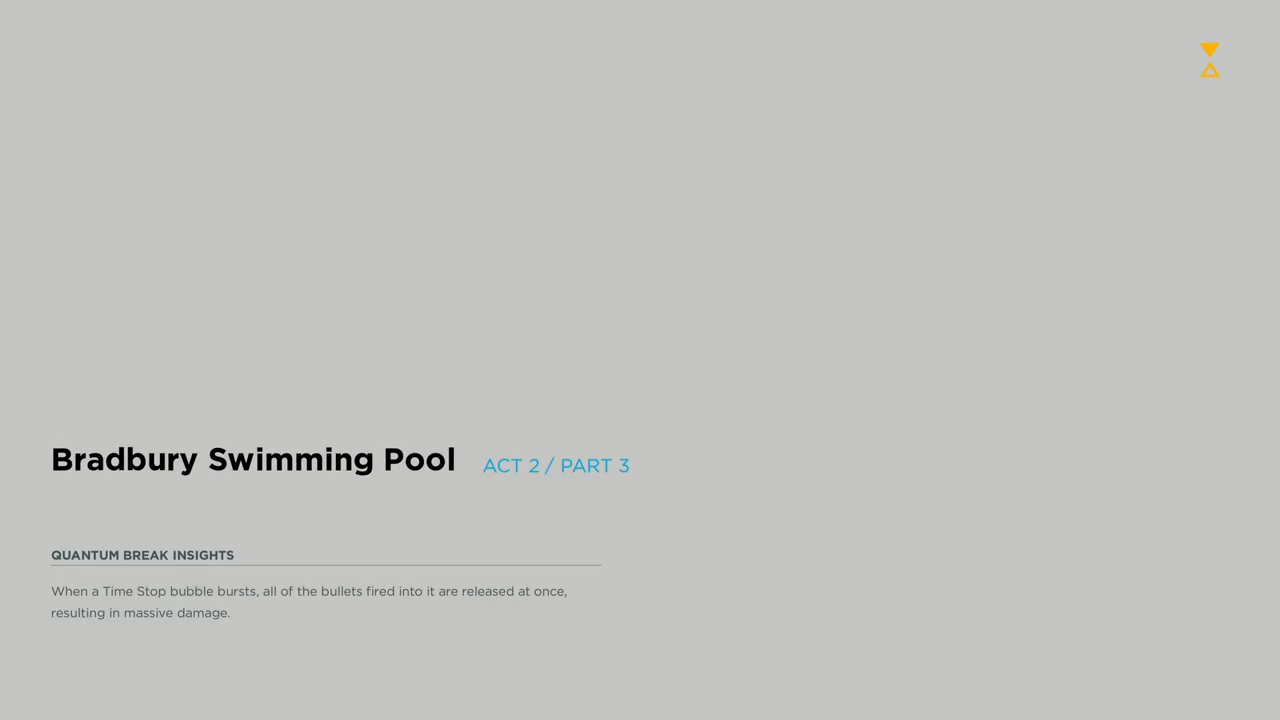 Bradbury Swimming Pool ACT 2 / PART 3
QUANTUM BREAK INSIGHTS
When a Time Stop bubble bursts, all of the bullets fired into it are released at once,
resulting in massive damage.